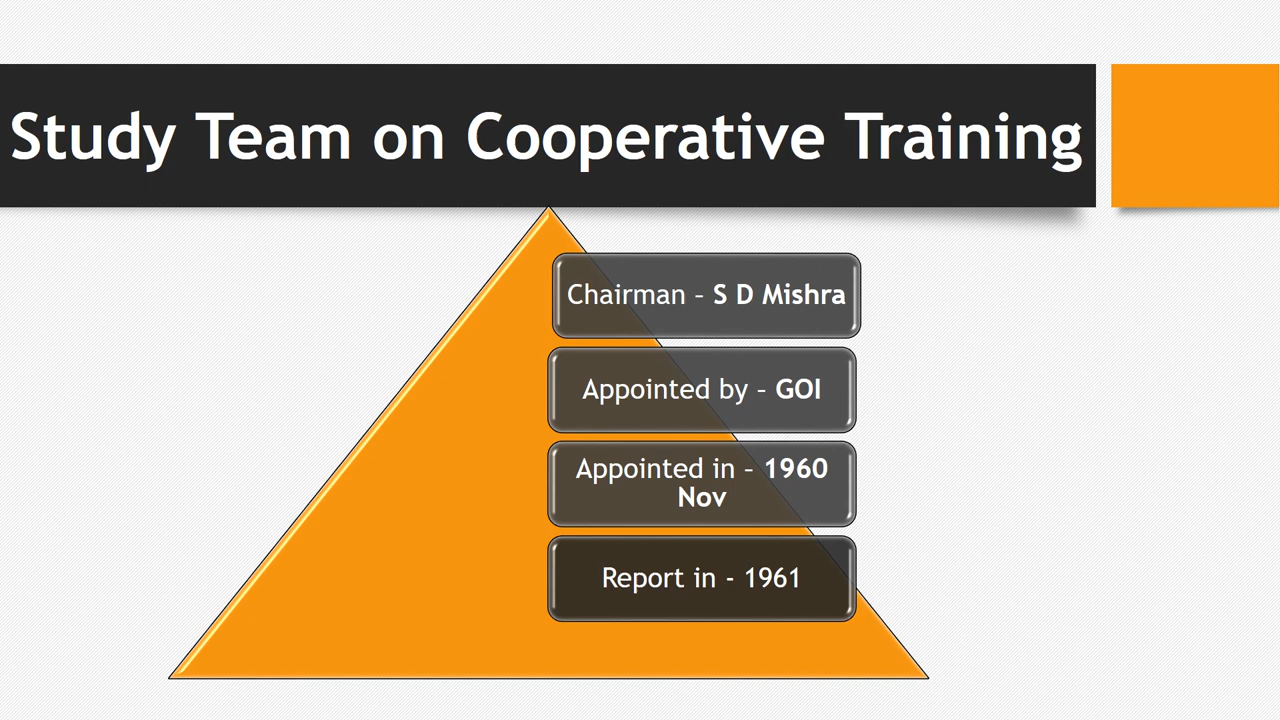 Study Team on Cooperative Training
Chairman – S D Mishra
Appointed by – GOI
Appointed in – 1960
Nov
Report in - 1961